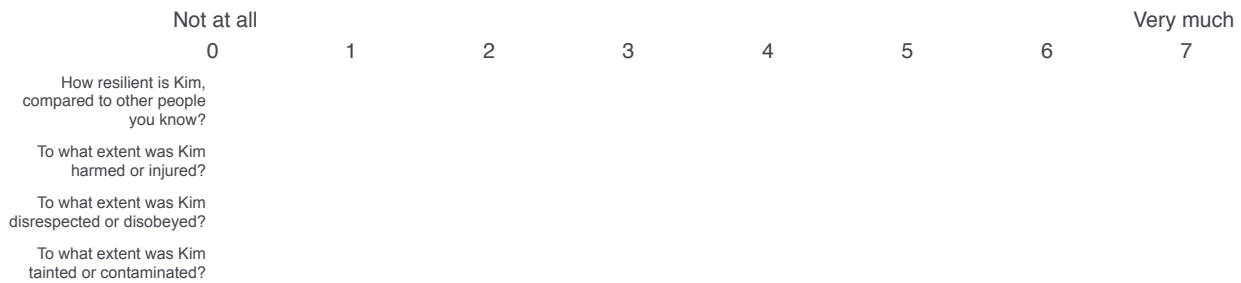 Not at all Very much
0 1 2 3 4 5 6 7
How resilient is Kim,
compared to other people
you know?
To what extent was Kim
harmed or injured?
To what extent was Kim
disrespected or disobeyed?
To what extent was Kim
tainted or contaminated?